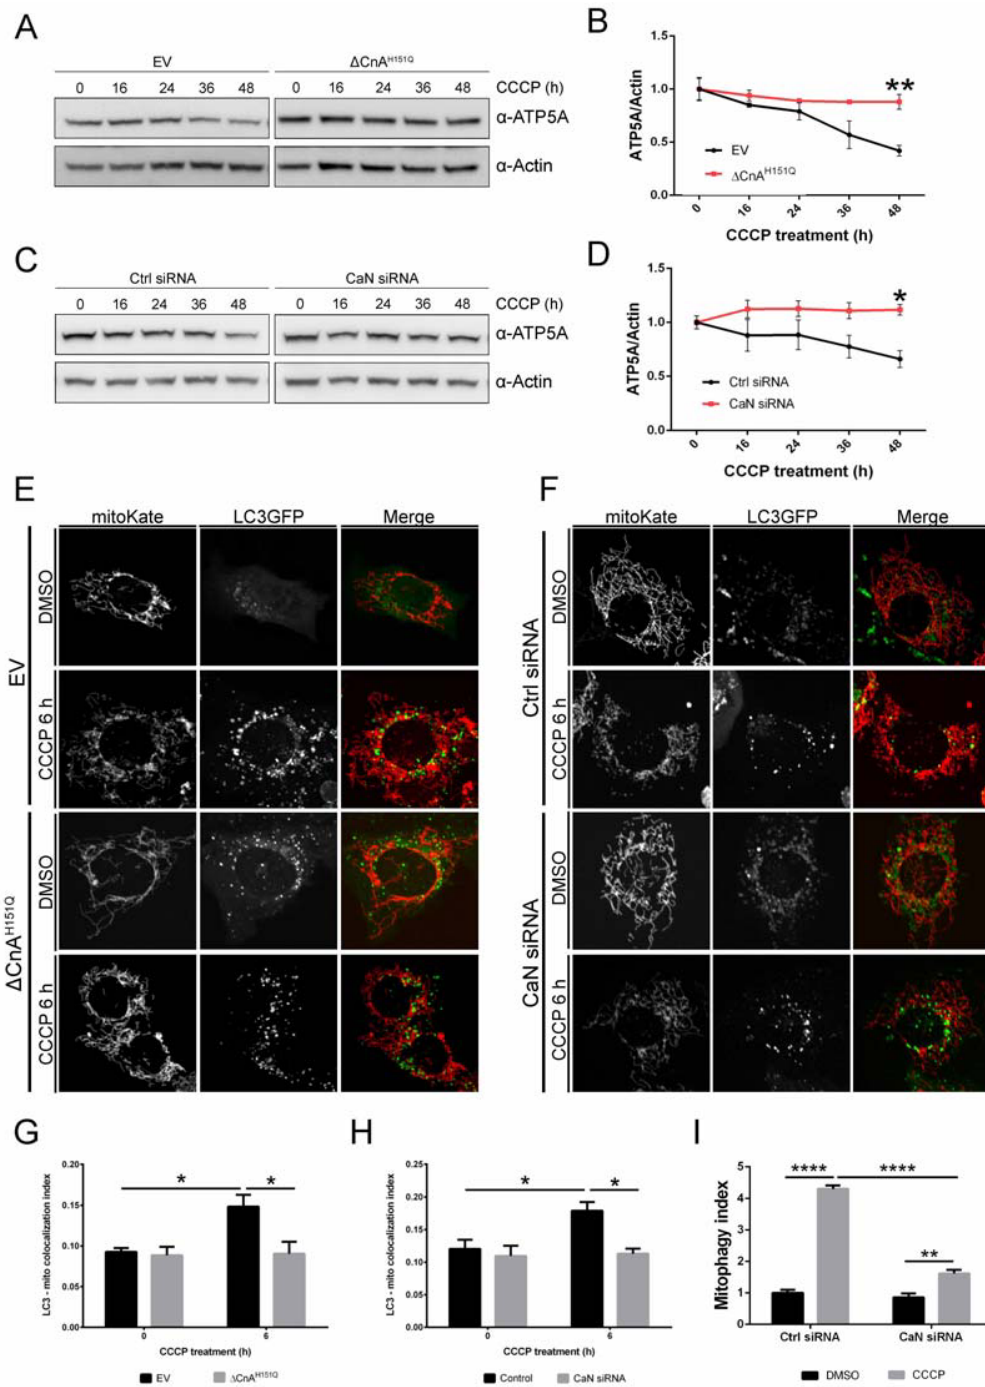 A
EV
ΔCnA^H151Q
0 16 24 36 48 0 16 24 36 48 CCCP (h)
α-ATP5A
α-Actin
B
ATP5A/Actin
1.5
1.0
0.5
0.0
**
EV
ΔCnA^H151Q
0 16 24 36 48
CCCP treatment (h)
C
Ctrl siRNA
CaN siRNA
0 16 24 36 48 0 16 24 36 48 CCCP (h)
α-ATP5A
α-Actin
D
ATP5A/Actin
1.5
1.0
0.5
0.0
*
Ctrl siRNA
CaN siRNA
0 16 24 36 48
CCCP treatment (h)
E
mitoKate LC3GFP Merge
EV
DMSO
CCCP 6 h
ΔCnA^H151Q
DMSO
CCCP 6 h
F
mitoKate LC3GFP Merge
Ctrl siRNA
DMSO
CCCP 6 h
CaN siRNA
DMSO
CCCP 6 h
G
LC3 - mito colocalization index
0.20
0.15
0.10
0.05
0.00
* *
0 6
CCCP treatment (h)
EV ΔCnA^H151Q
H
LC3 - mito colocalization index
0.20
0.15
0.10
0.05
0.00
* *
0 6
CCCP treatment (h)
Control CaN siRNA
I
Mitophagy index
5
4
3
2
1
0
**** ****
**
Ctrl siRNA CaN siRNA
DMSO CCCP